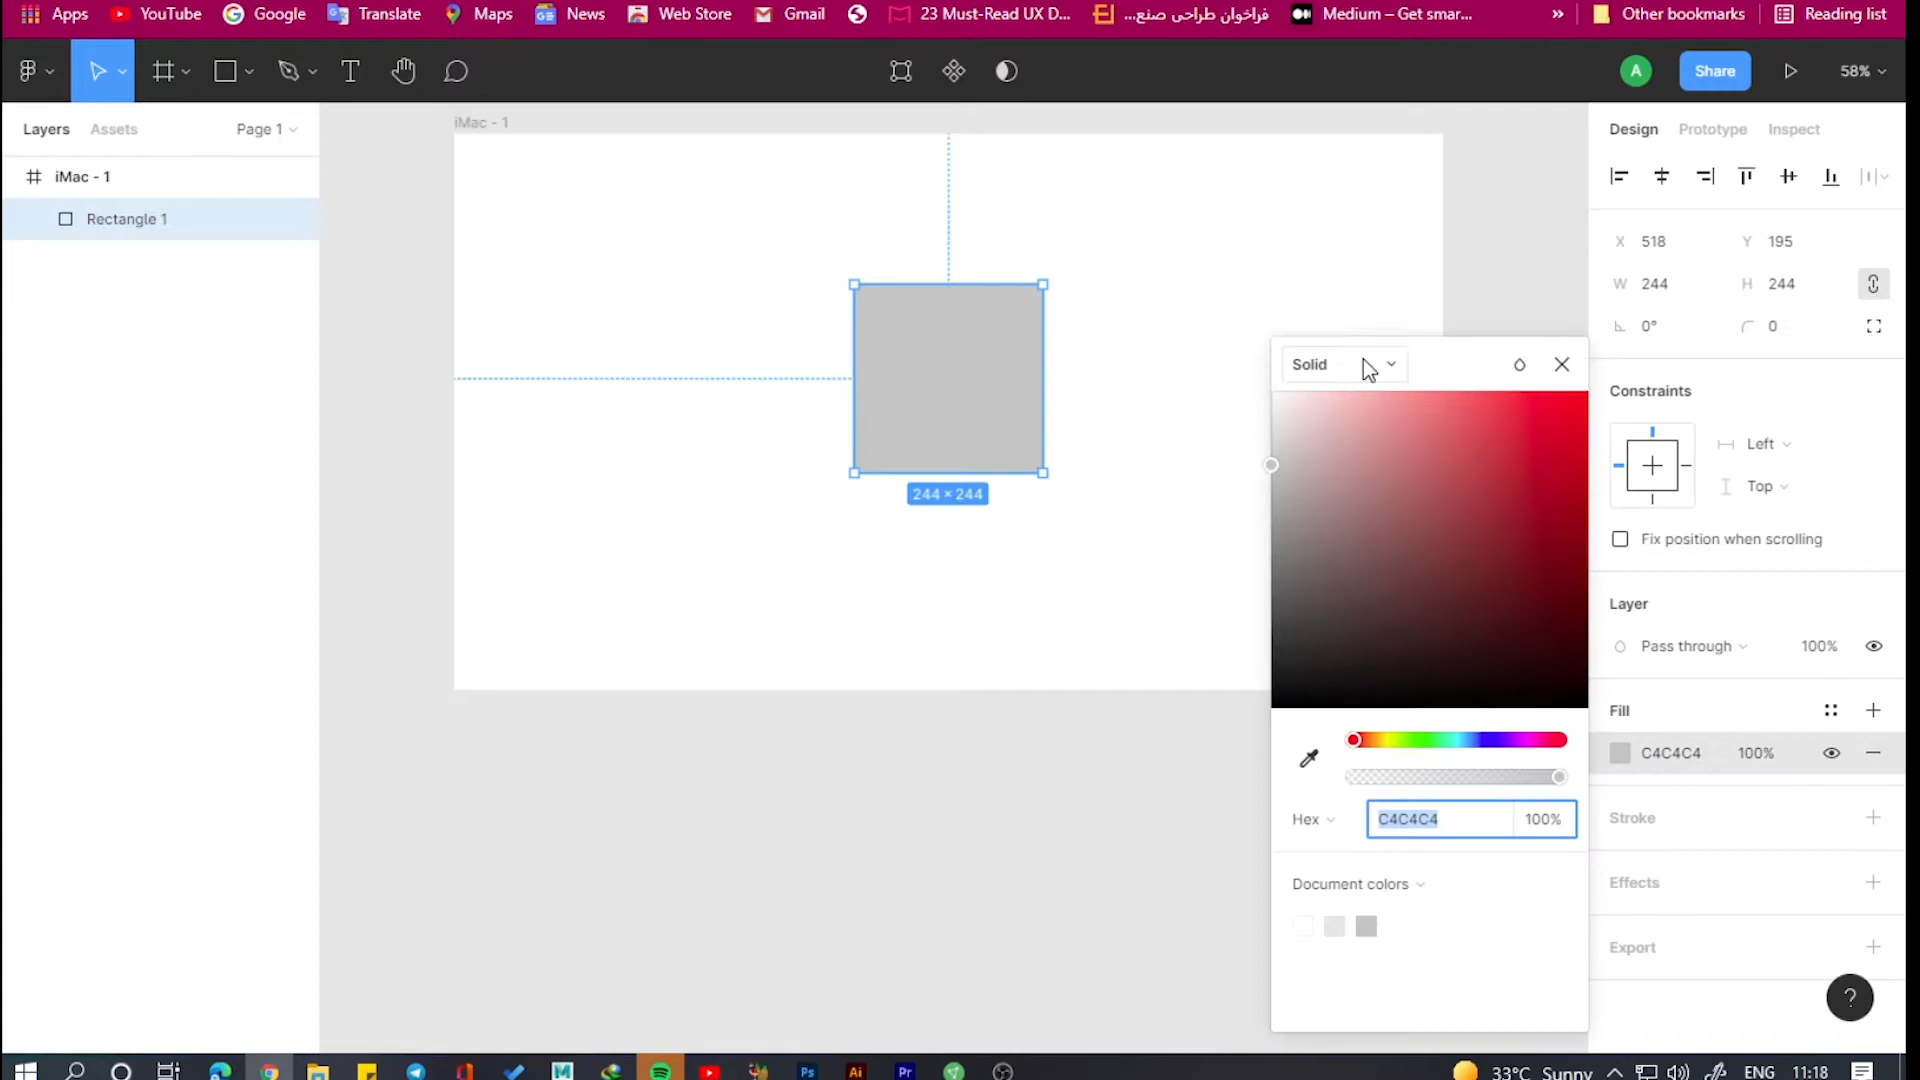 Apps YouTube Google Translate Maps News Web Store Gmail 23 Must-Read UX D... فراخوان طراحی صنع... Medium – Get smar... » Other bookmarks Reading list
T A Share 58%
Layers Assets Page 1
iMac - 1
Rectangle 1
iMac - 1
244 × 244
Solid
Hex C4C4C4 100%
Document colors
Design Prototype Inspect
X 518 Y 195
W 244 H 244
0° 0
Constraints
Left
Top
Fix position when scrolling
Layer
Pass through 100%
Fill
C4C4C4 100%
Stroke
Effects
Export
?
M Ps Ai Pr 33°C Sunny ENG 11:18